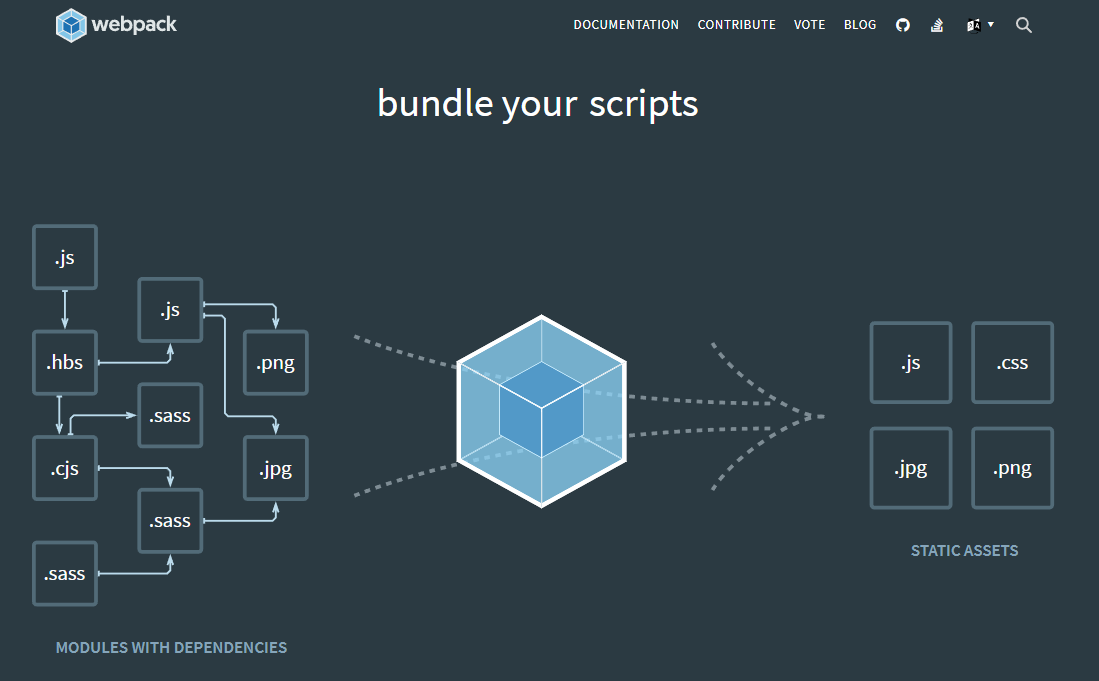 webpack
DOCUMENTATION CONTRIBUTE VOTE BLOG
bundle your scripts
.js
.js
.hbs
.png
.sass
.cjs
.jpg
.sass
.sass
MODULES WITH DEPENDENCIES
.js .css
.jpg .png
STATIC ASSETS